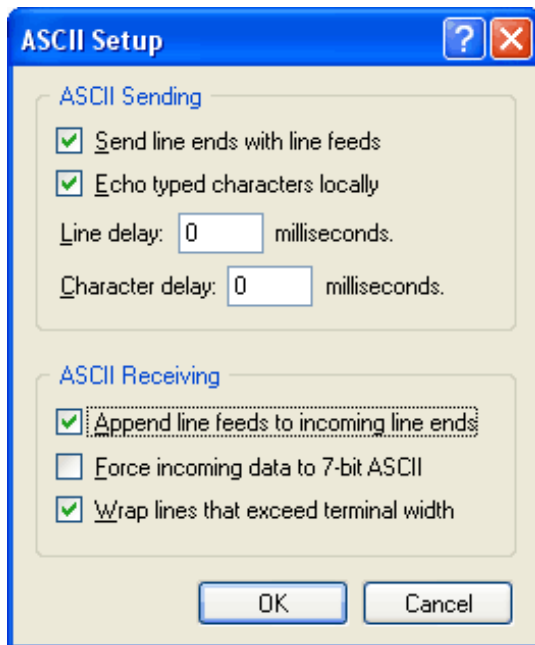 ASCII Setup
ASCII Sending
Send line ends with line feeds
Echo typed characters locally
Line delay: 0 milliseconds.
Character delay: 0 milliseconds.
ASCII Receiving
Append line feeds to incoming line ends
Force incoming data to 7-bit ASCII
Wrap lines that exceed terminal width
OK Cancel